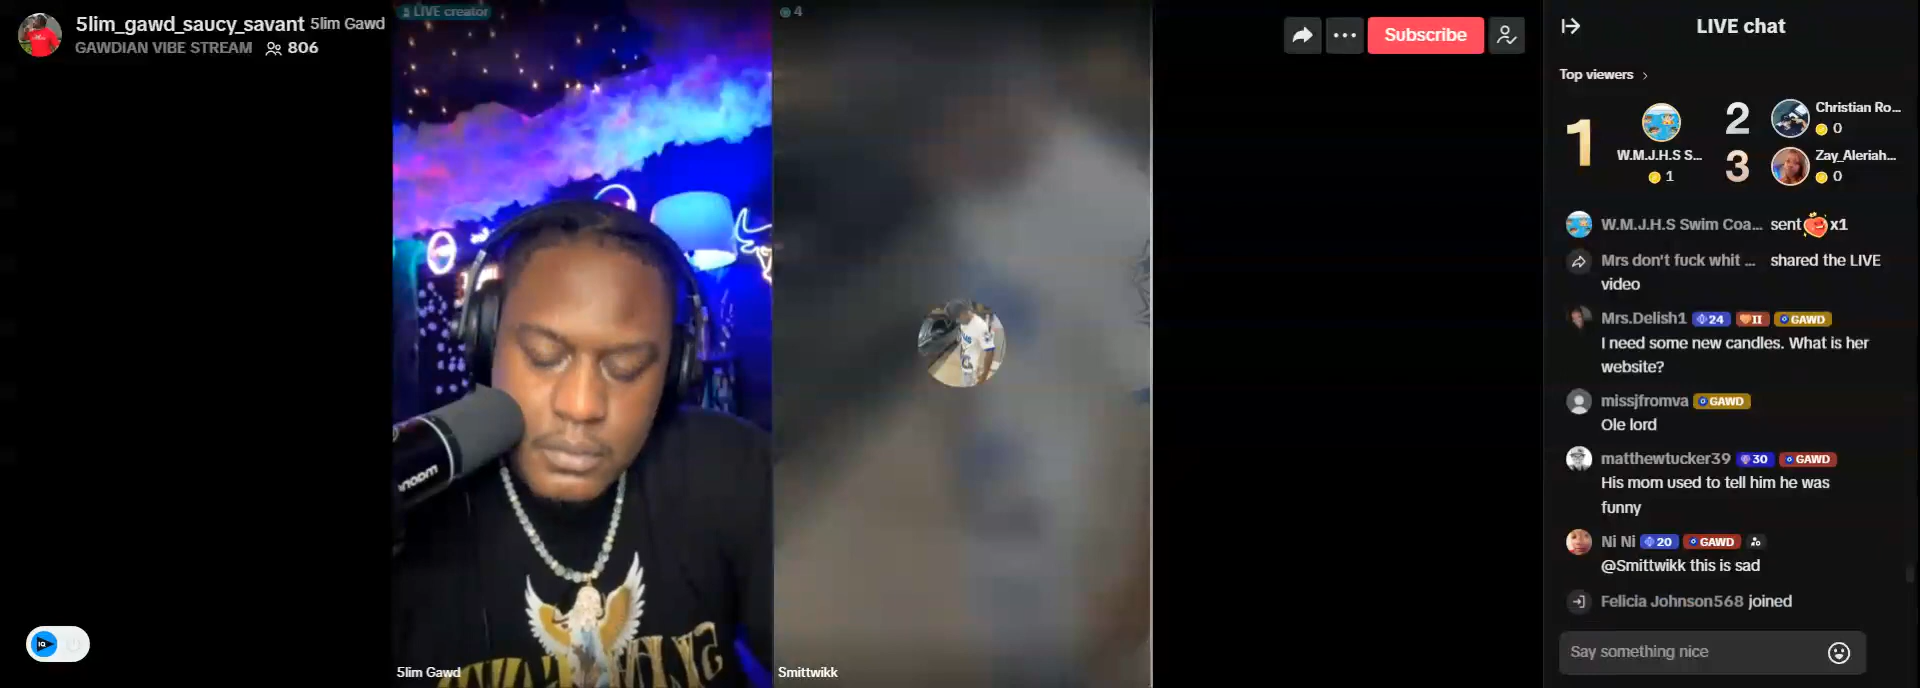 5lim_gawd_saucy_savant 5lim Gawd
GAWDIAN VIBE STREAM 806
LIVE creator
4
Subscribe
LIVE chat
Top viewers
1
W.M.J.H.S S...
1
2
Christian Ro...
0
3
Zay_Aleriah...
0
W.M.J.H.S Swim Coa... sent x1
Mrs don't fuck whit ... shared the LIVE
video
Mrs.Delish1 24 II GAWD
I need some new candles. What is her
website?
missjfromva GAWD
Ole lord
matthewtucker39 30 GAWD
His mom used to tell him he was
funny
Ni Ni 20 GAWD
@Smittwikk this is sad
Felicia Johnson568 joined
Say something nice
5lim Gawd
Smittwikk